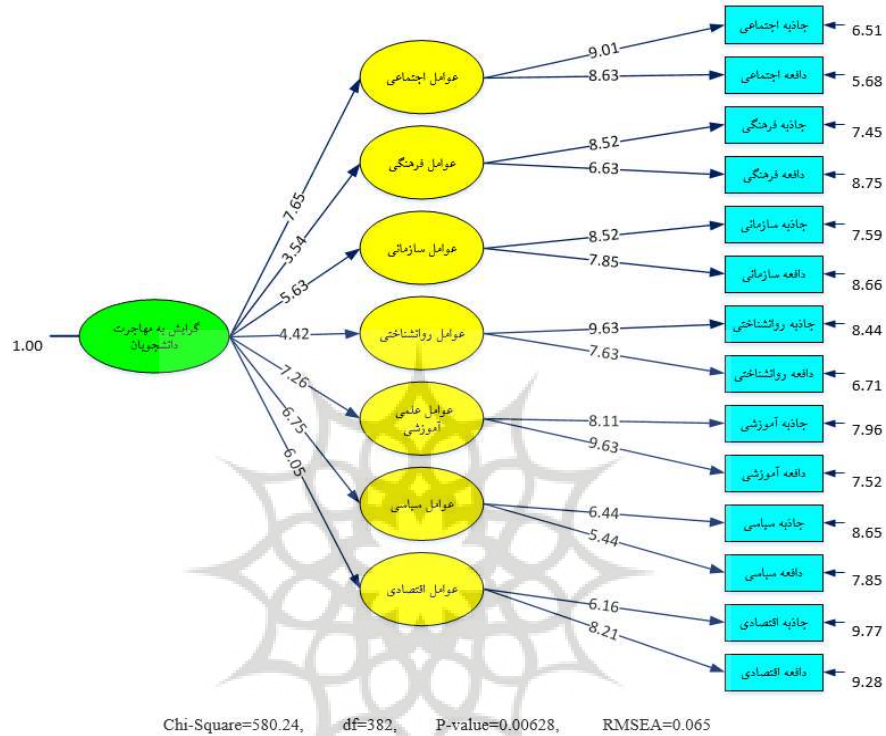 جاذبه اجتماعی
6.51
9.01
عوامل اجتماعی
8.63
دافعه اجتماعی
5.68
جاذبه فرهنگی
7.45
8.52
عوامل فرهنگی
6.63
دافعه فرهنگی
8.75
7.65
3.54
جاذبه سازمانی
7.59
8.52
عوامل سازمانی
7.85
دافعه سازمانی
8.66
5.63
گرایش به مهاجرت
دانشجویان
1.00
4.42
عوامل روانشناختی
9.63
جاذبه روانشناختی
8.44
7.63
دافعه روانشناختی
6.71
7.26
عوامل علمی
آموزشی
8.11
جاذبه آموزشی
7.96
9.63
دافعه آموزشی
7.52
6.75
عوامل سیاسی
6.44
جاذبه سیاسی
8.65
5.44
دافعه سیاسی
7.85
6.05
عوامل اقتصادی
6.16
جاذبه اقتصادی
9.77
8.21
دافعه اقتصادی
9.28
Chi-Square=580.24, df=382, P-value=0.00628, RMSEA=0.065